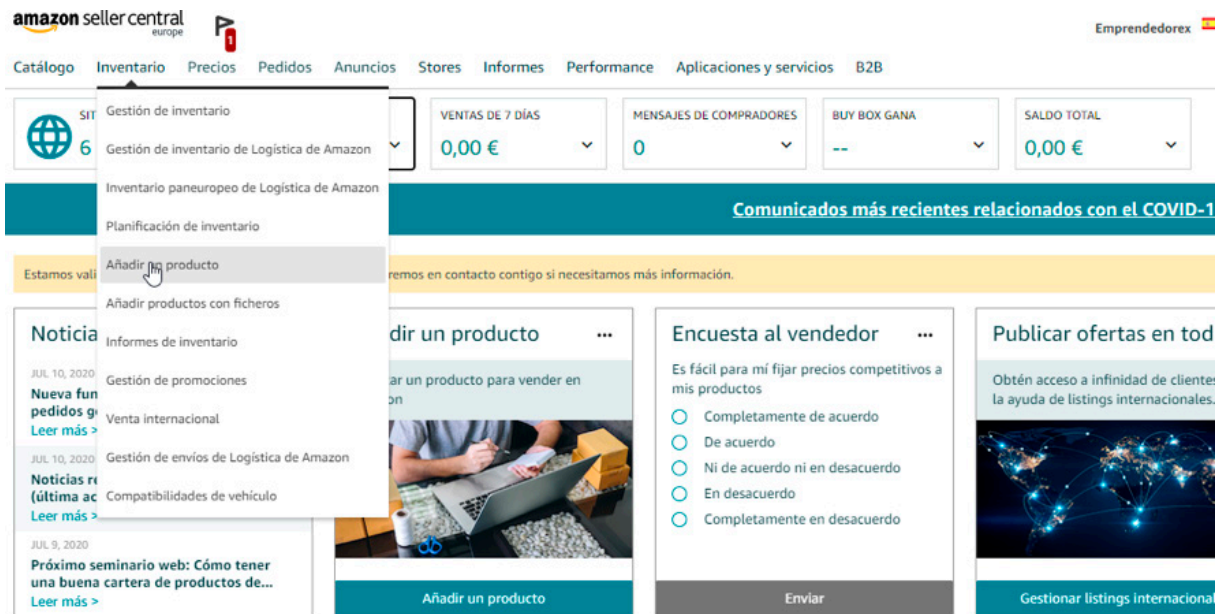 amazon seller central
europe
1
Emprendedorex
Catálogo Inventario Precios Pedidos Anuncios Stores Informes Performance Aplicaciones y servicios B2B
Gestión de inventario
Gestión de inventario de Logística de Amazon
Inventario paneuropeo de Logística de Amazon
Planificación de inventario
Añadir un producto
Añadir productos con ficheros
Informes de inventario
Gestión de promociones
Venta internacional
Gestión de envíos de Logística de Amazon
Compatibilidades de vehículo
SIT
6
VENTAS DE 7 DÍAS
0,00 €
MENSAJES DE COMPRADORES
0
BUY BOX GANA
--
SALDO TOTAL
0,00 €
Comunicados más recientes relacionados con el COVID-1
Estamos vali
remos en contacto contigo si necesitamos más información.
Noticia
JUL 10, 2020
Nueva fun
pedidos g
Leer más >
JUL 10, 2020
Noticias re
(última ac
Leer más >
JUL 9, 2020
Próximo seminario web: Cómo tener
una buena cartera de productos de...
Leer más >
dir un producto ...
ar un producto para vender en
on
Añadir un producto
Encuesta al vendedor ...
Es fácil para mí fijar precios competitivos a
mis productos
Completamente de acuerdo
De acuerdo
Ni de acuerdo ni en desacuerdo
En desacuerdo
Completamente en desacuerdo
Enviar
Publicar ofertas en tod
Obtén acceso a infinidad de clientes
la ayuda de listings internacionales.
Gestionar listings internacional